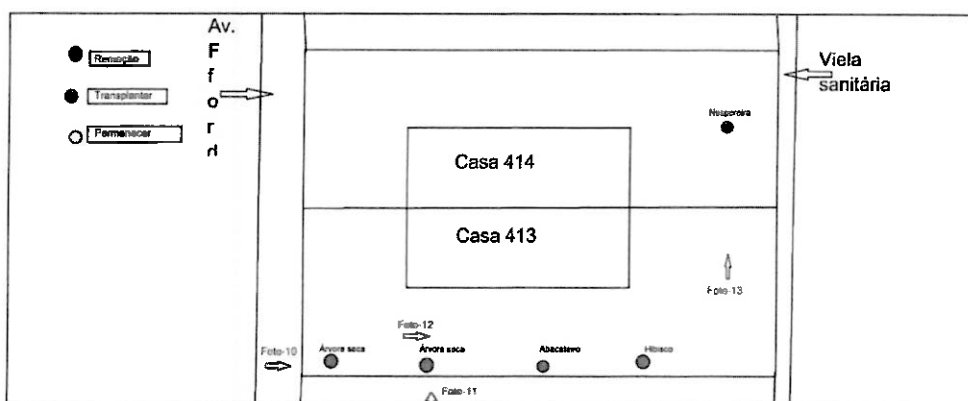 Av.
F
f
o
r
d
Remoção
Transplantar
Permanecer
Viela
sanitária
Nespereira
Casa 414
Casa 413
Foto-13
Foto-12
Foto-10
Árvore seca
Árvore seca
Abacateiro
Hibisco
Foto-11